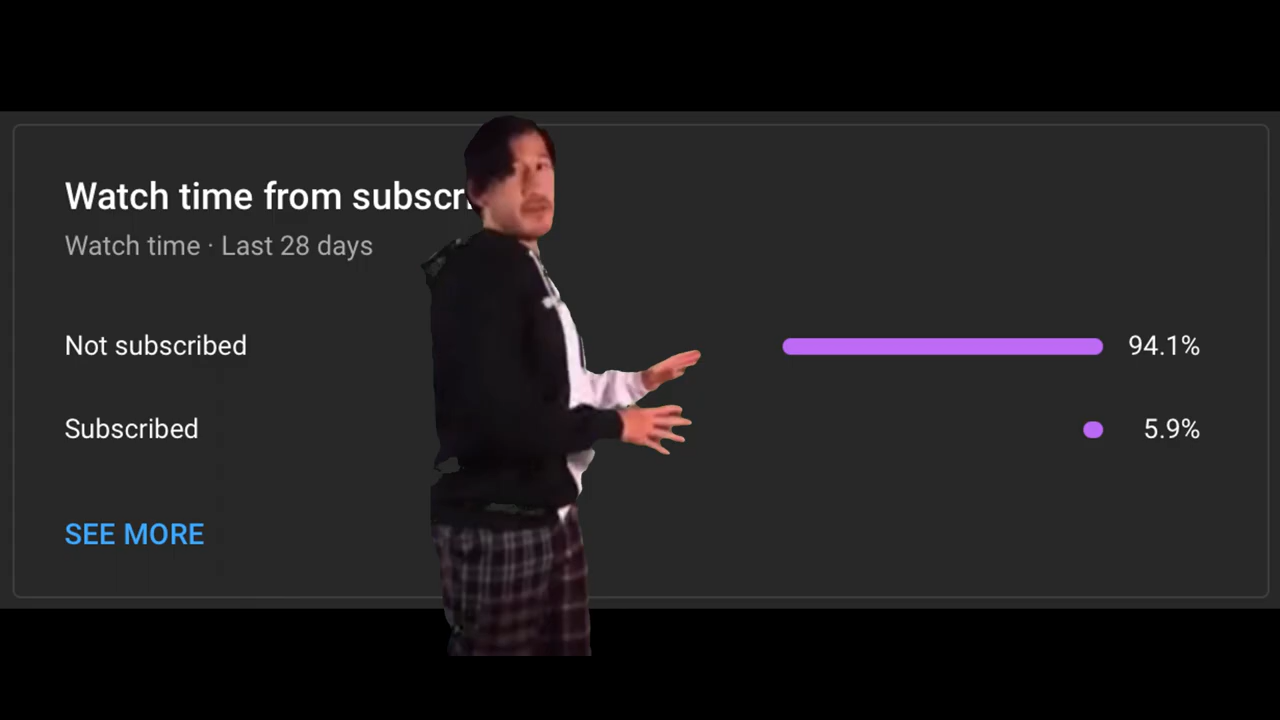 Watch time from subscr
Watch time · Last 28 days
Not subscribed 94.1%
Subscribed 5.9%
SEE MORE